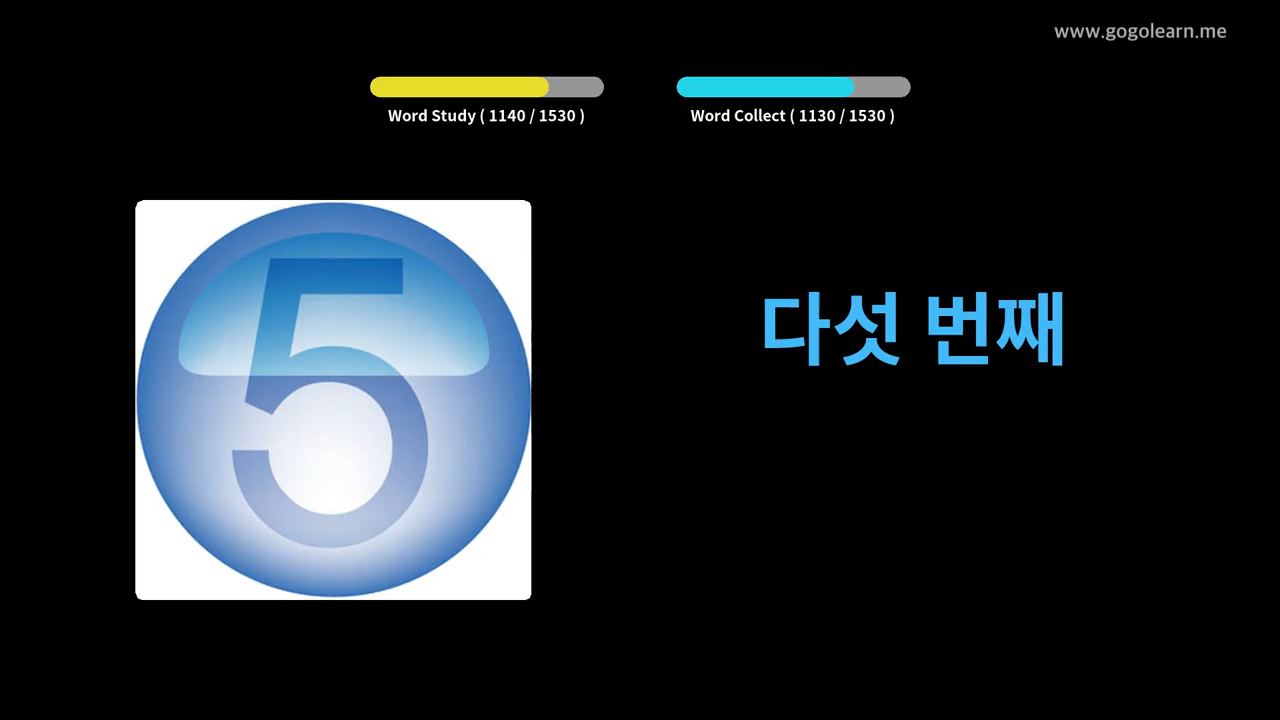 www.gogolearn.me
Word Study ( 1140 / 1530 )
Word Collect ( 1130 / 1530 )
5
다섯 번째